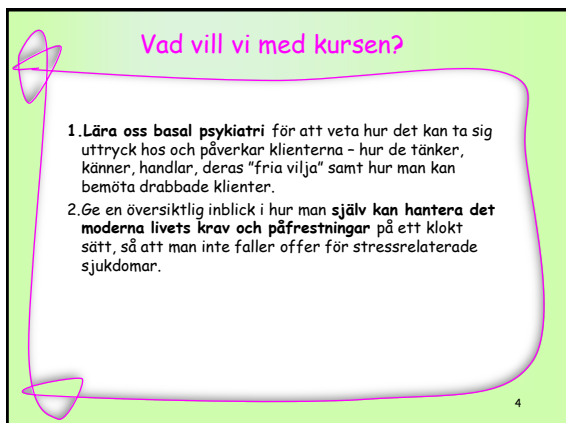 Vad vill vi med kursen?
1.Lära oss basal psykiatri för att veta hur det kan ta sig
uttryck hos och påverkar klienterna – hur de tänker,
känner, handlar, deras ”fria vilja” samt hur man kan
bemöta drabbade klienter.
2.Ge en översiktlig inblick i hur man själv kan hantera det
moderna livets krav och påfrestningar på ett klokt
sätt, så att man inte faller offer för stressrelaterade
sjukdomar.
4